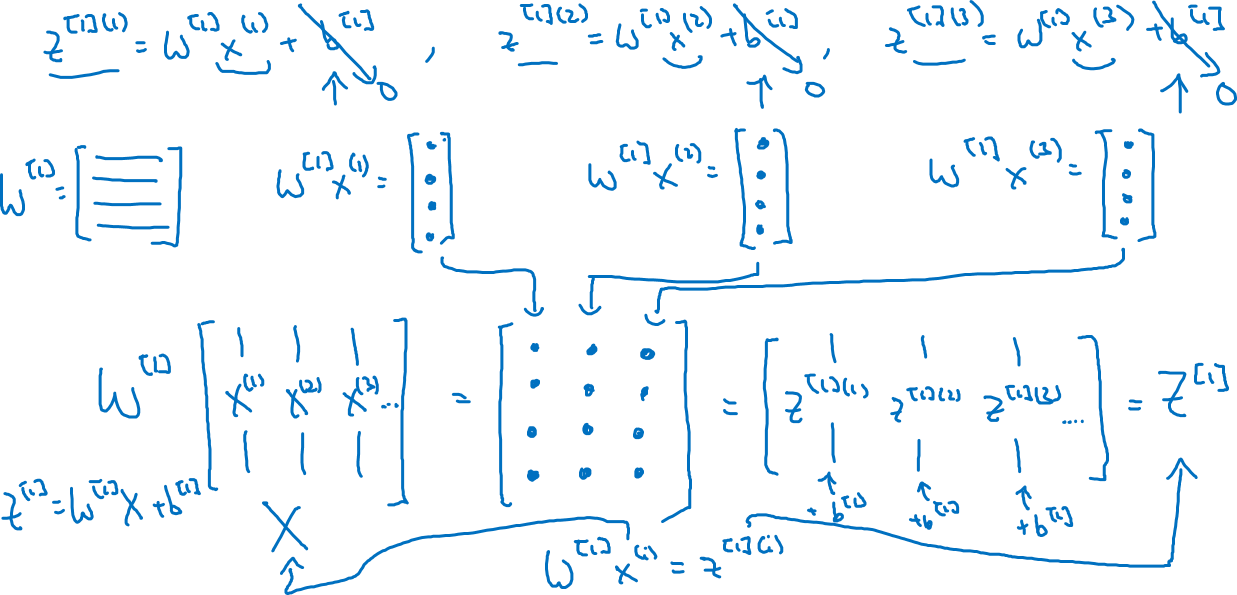 z^[1](1) = W^[1] x^(1) + b^[1] → 0 , z^[1](2) = W^[1] x^(2) + b^[1] → 0 , z^[1](3) = W^[1] x^(3) + b^[1] → 0
W^[1] = [ ] W^[1] x^(1) = [ ] W^[1] x^(2) = [ ] W^[1] x^(3) = [ ]
W^[1] [ x^(1) x^(2) x^(3) ... ] = [ ] = [ z^[1](1) z^[1](2) z^[1](3) .... ] = Z^[1]
+ b^[1] + b^[1] + b^[1]
Z^[1] = W^[1] X + b^[1]
X
W^[1] x^(i) = z^[1](i)